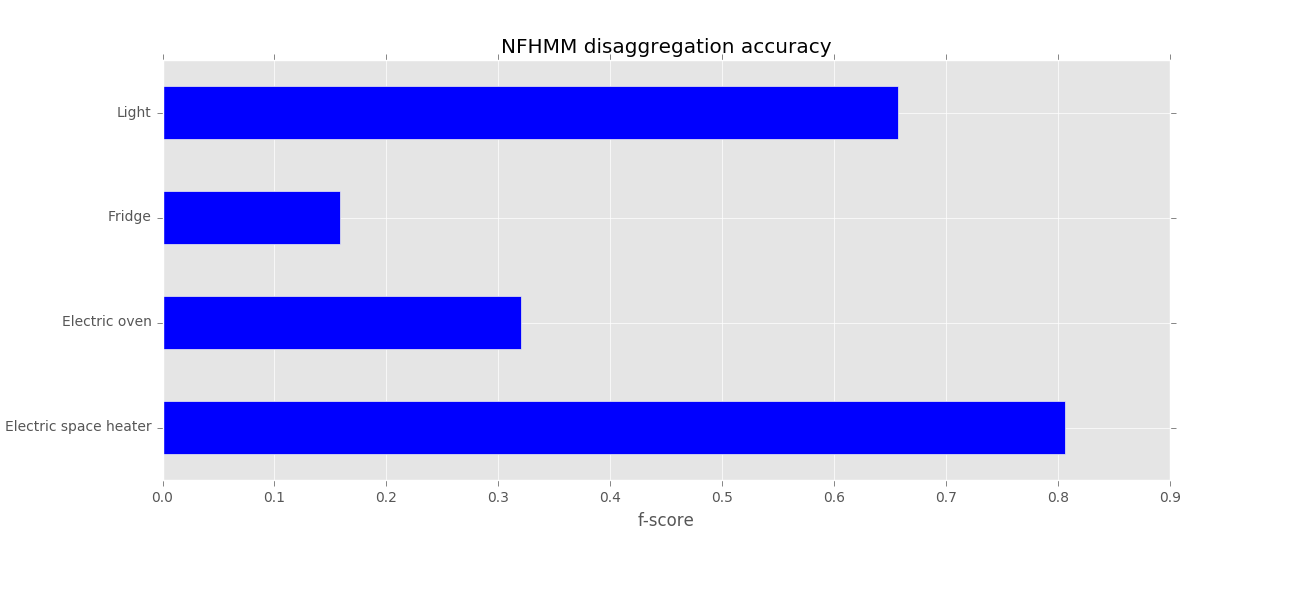 NFHMM disaggregation accuracy
Light
Fridge
Electric oven
Electric space heater
0.0 0.1 0.2 0.3 0.4 0.5 0.6 0.7 0.8 0.9
f-score